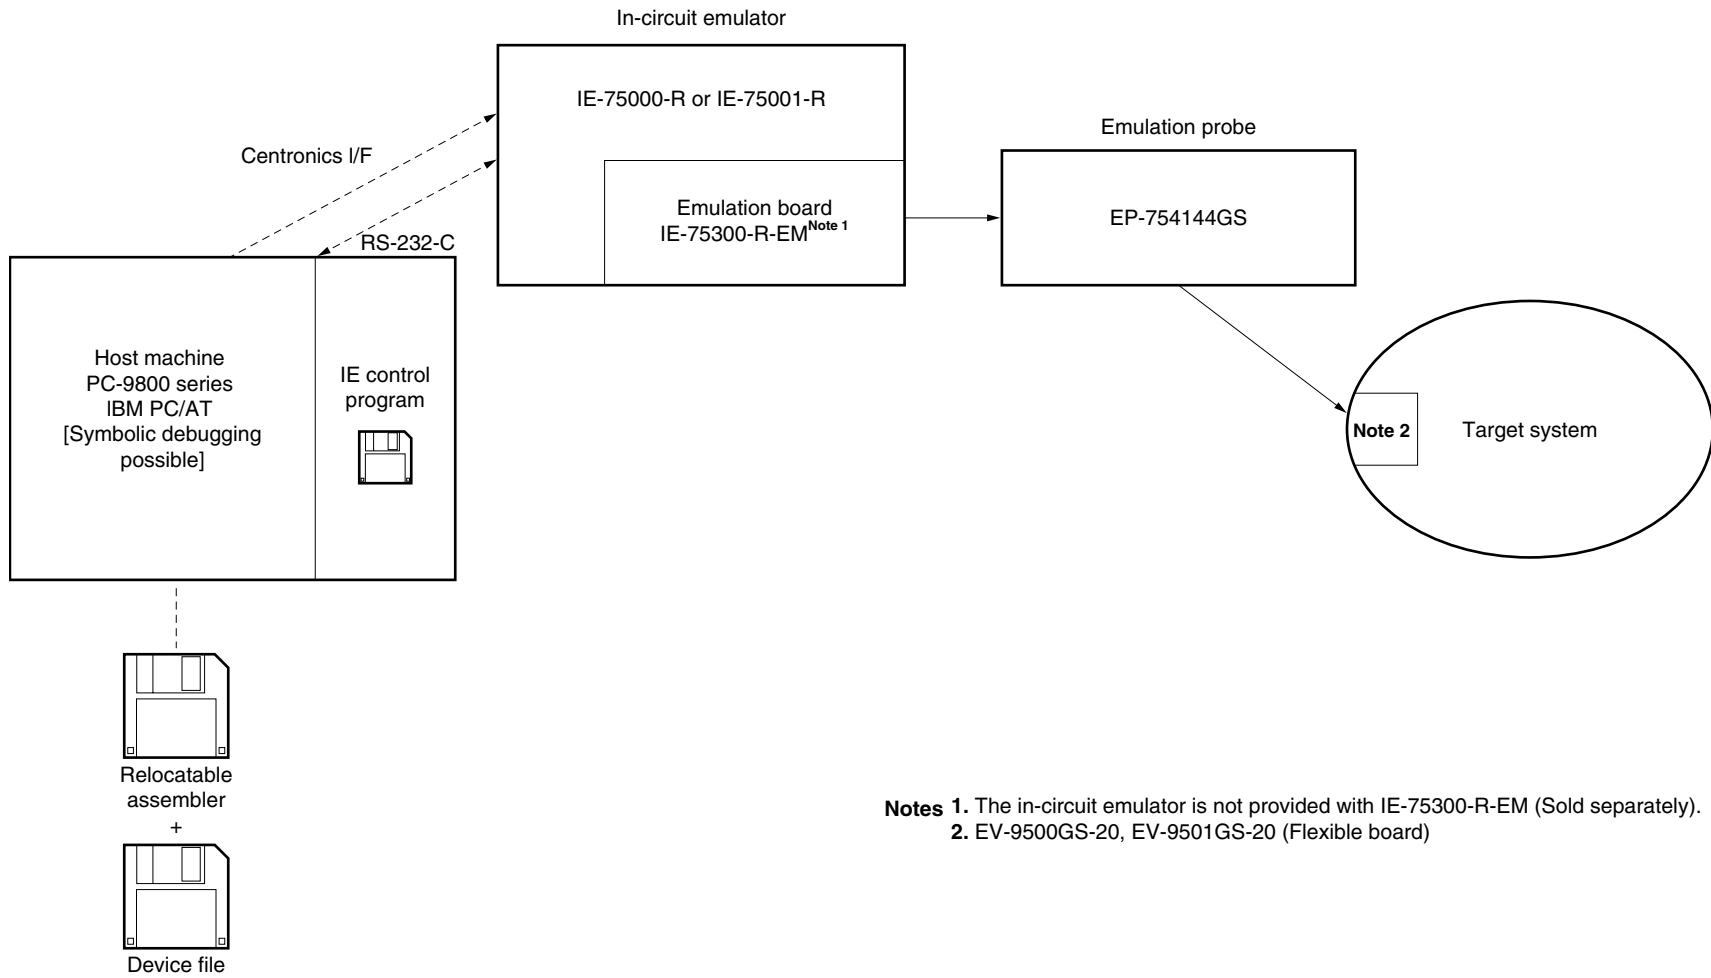 In-circuit emulator
IE-75000-R or IE-75001-R
Centronics I/F
Emulation probe
Emulation board
IE-75300-R-EM Note 1
EP-754144GS
RS-232-C
Host machine
PC-9800 series
IBM PC/AT
[Symbolic debugging
possible]
IE control
program
Note 2
Target system
Relocatable
assembler
+
Device file
Notes 1. The in-circuit emulator is not provided with IE-75300-R-EM (Sold separately).
2. EV-9500GS-20, EV-9501GS-20 (Flexible board)